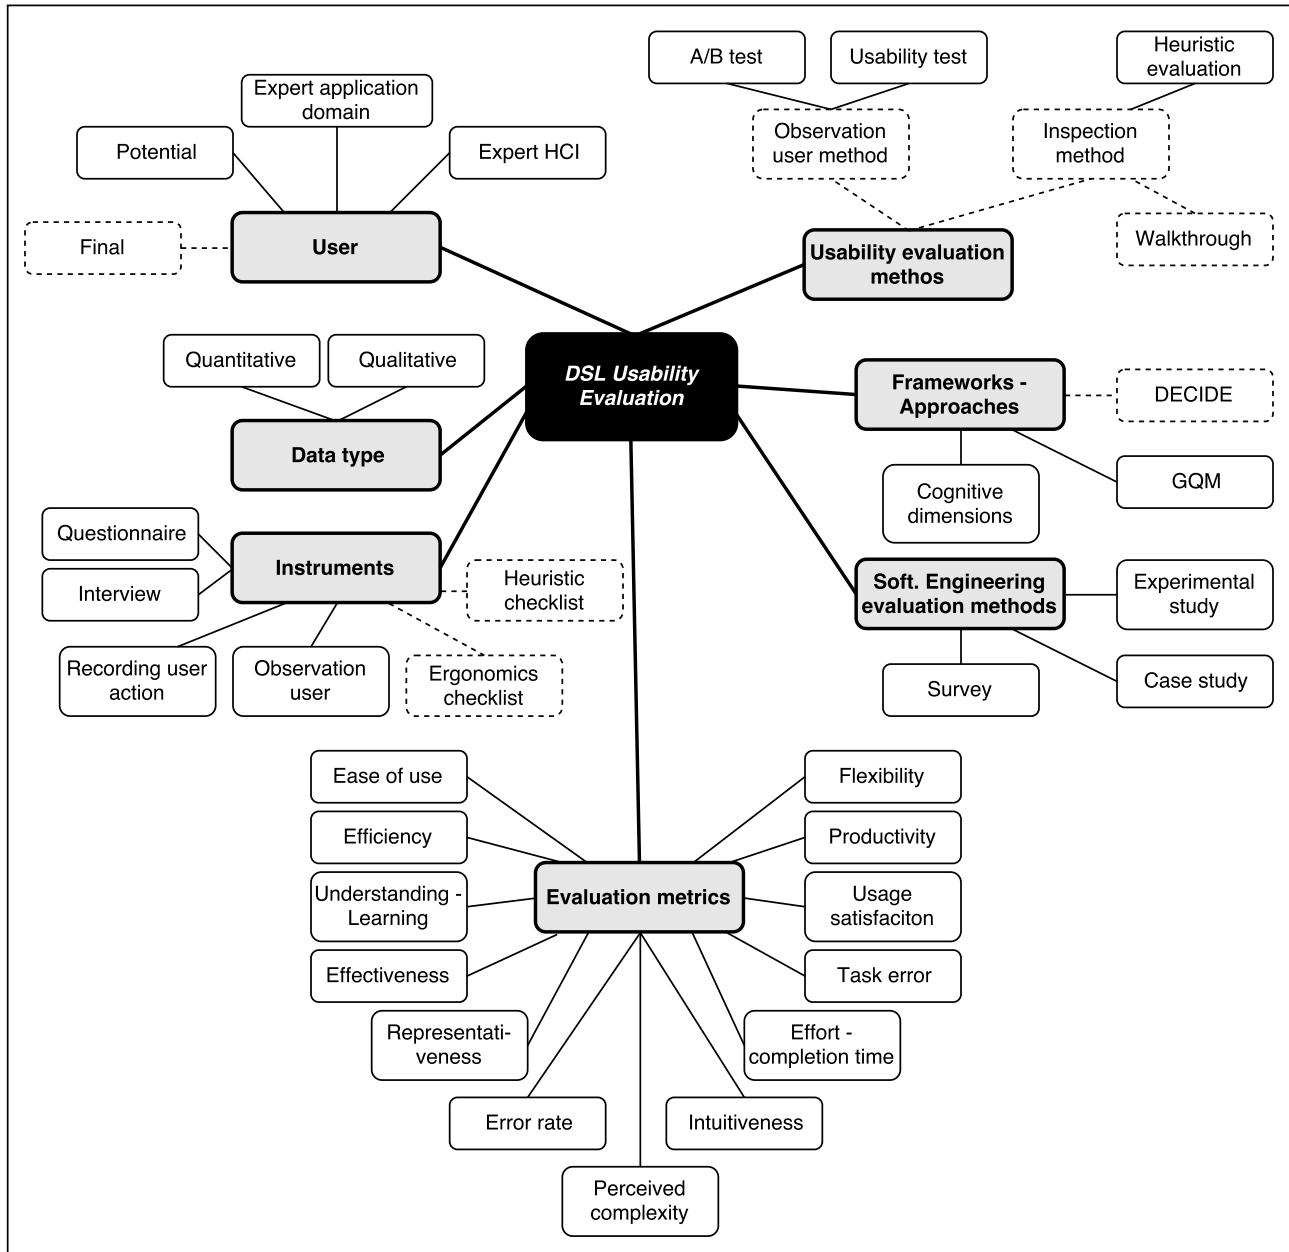 A/B test
Usability test
Heuristic
evaluation
Expert application
domain
Potential
Expert HCI
Observation
user method
Inspection
method
Final
User
Usability evaluation
methos
Walkthrough
Quantitative
Qualitative
DSL Usability
Evaluation
Frameworks -
Approaches
DECIDE
Data type
Cognitive
dimensions
GQM
Questionnaire
Interview
Instruments
Heuristic
checklist
Soft. Engineering
evaluation methods
Experimental
study
Recording user
action
Observation
user
Ergonomics
checklist
Survey
Case study
Ease of use
Flexibility
Efficiency
Productivity
Understanding -
Learning
Evaluation metrics
Usage
satisfaciton
Effectiveness
Task error
Representati-
veness
Effort -
completion time
Error rate
Intuitiveness
Perceived
complexity